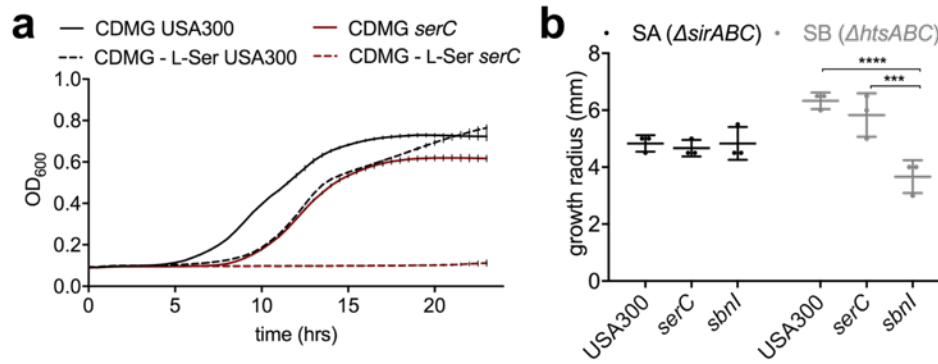 a
CDMG USA300 CDMG serC
CDMG - L-Ser USA300 CDMG - L-Ser serC
OD600
1.0
0.8
0.6
0.4
0.2
0.0
0 5 10 15 20
time (hrs)
b
SA (ΔsirABC) SB (ΔhtsABC)
****
***
growth radius (mm)
8
6
4
2
0
USA300 serC sbnI USA300 serC sbnI